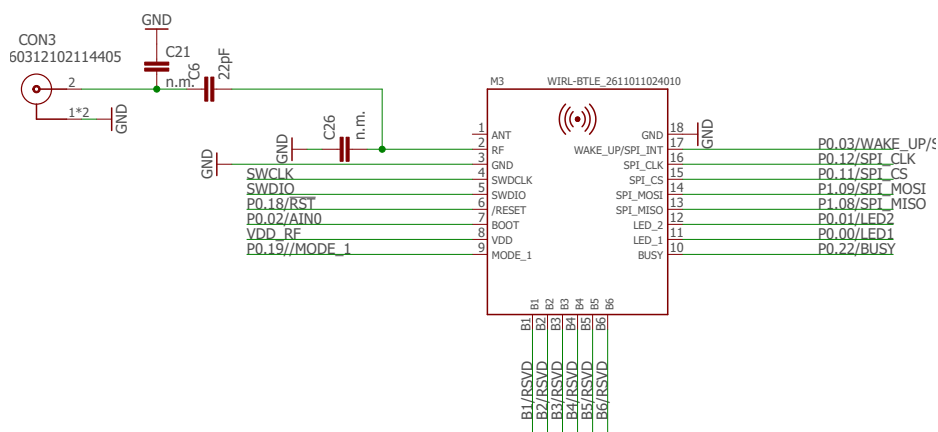 GND
CON3
60312102114405
C21
n.m.
C6
22pF
2
1*2
GND
C26
n.m.
GND
GND
M3
WIRL-BTLE_2611011024010
1 ANT
2 RF
3 GND
SWCLK 4 SWDCLK
SWDIO 5 SWDIO
P0.18/RST 6 /RESET
P0.02/AIN0 7 BOOT
VDD_RF 8 VDD
P0.19//MODE_1 9 MODE_1
GND 18 GND
WAKE_UP/SPI_INT 17 P0.03/WAKE_UP/S
SPI_CLK 16 P0.12/SPI_CLK
SPI_CS 15 P0.11/SPI_CS
SPI_MOSI 14 P1.09/SPI_MOSI
SPI_MISO 13 P1.08/SPI_MISO
LED_2 12 P0.01/LED2
LED_1 11 P0.00/LED1
BUSY 10 P0.22/BUSY
B1 B2 B3 B4 B5 B6
B1 B2 B3 B4 B5 B6
B1/RSVD
B2/RSVD
B3/RSVD
B4/RSVD
B5/RSVD
B6/RSVD